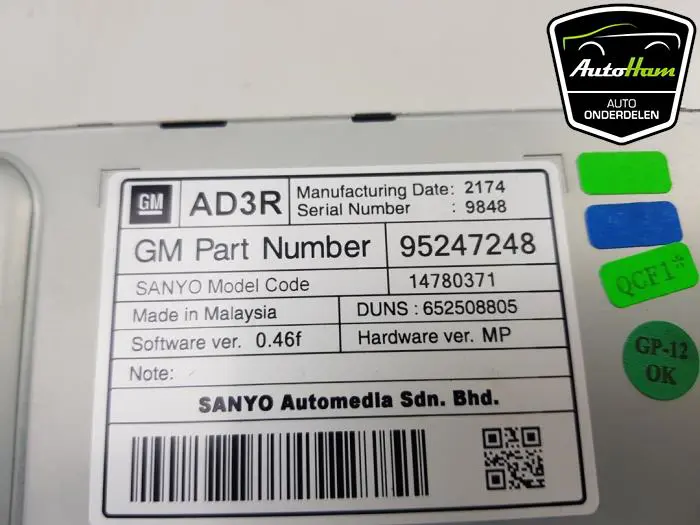 AutoHam
AUTO
ONDERDELEN
GM AD3R Manufacturing Date: 2174
Serial Number : 9848
GM Part Number 95247248
SANYO Model Code 14780371
Made in Malaysia DUNS : 652508805
Software ver. 0.46f Hardware ver. MP
Note:
SANYO Automedia Sdn. Bhd.
QCF1
GP-12
OK